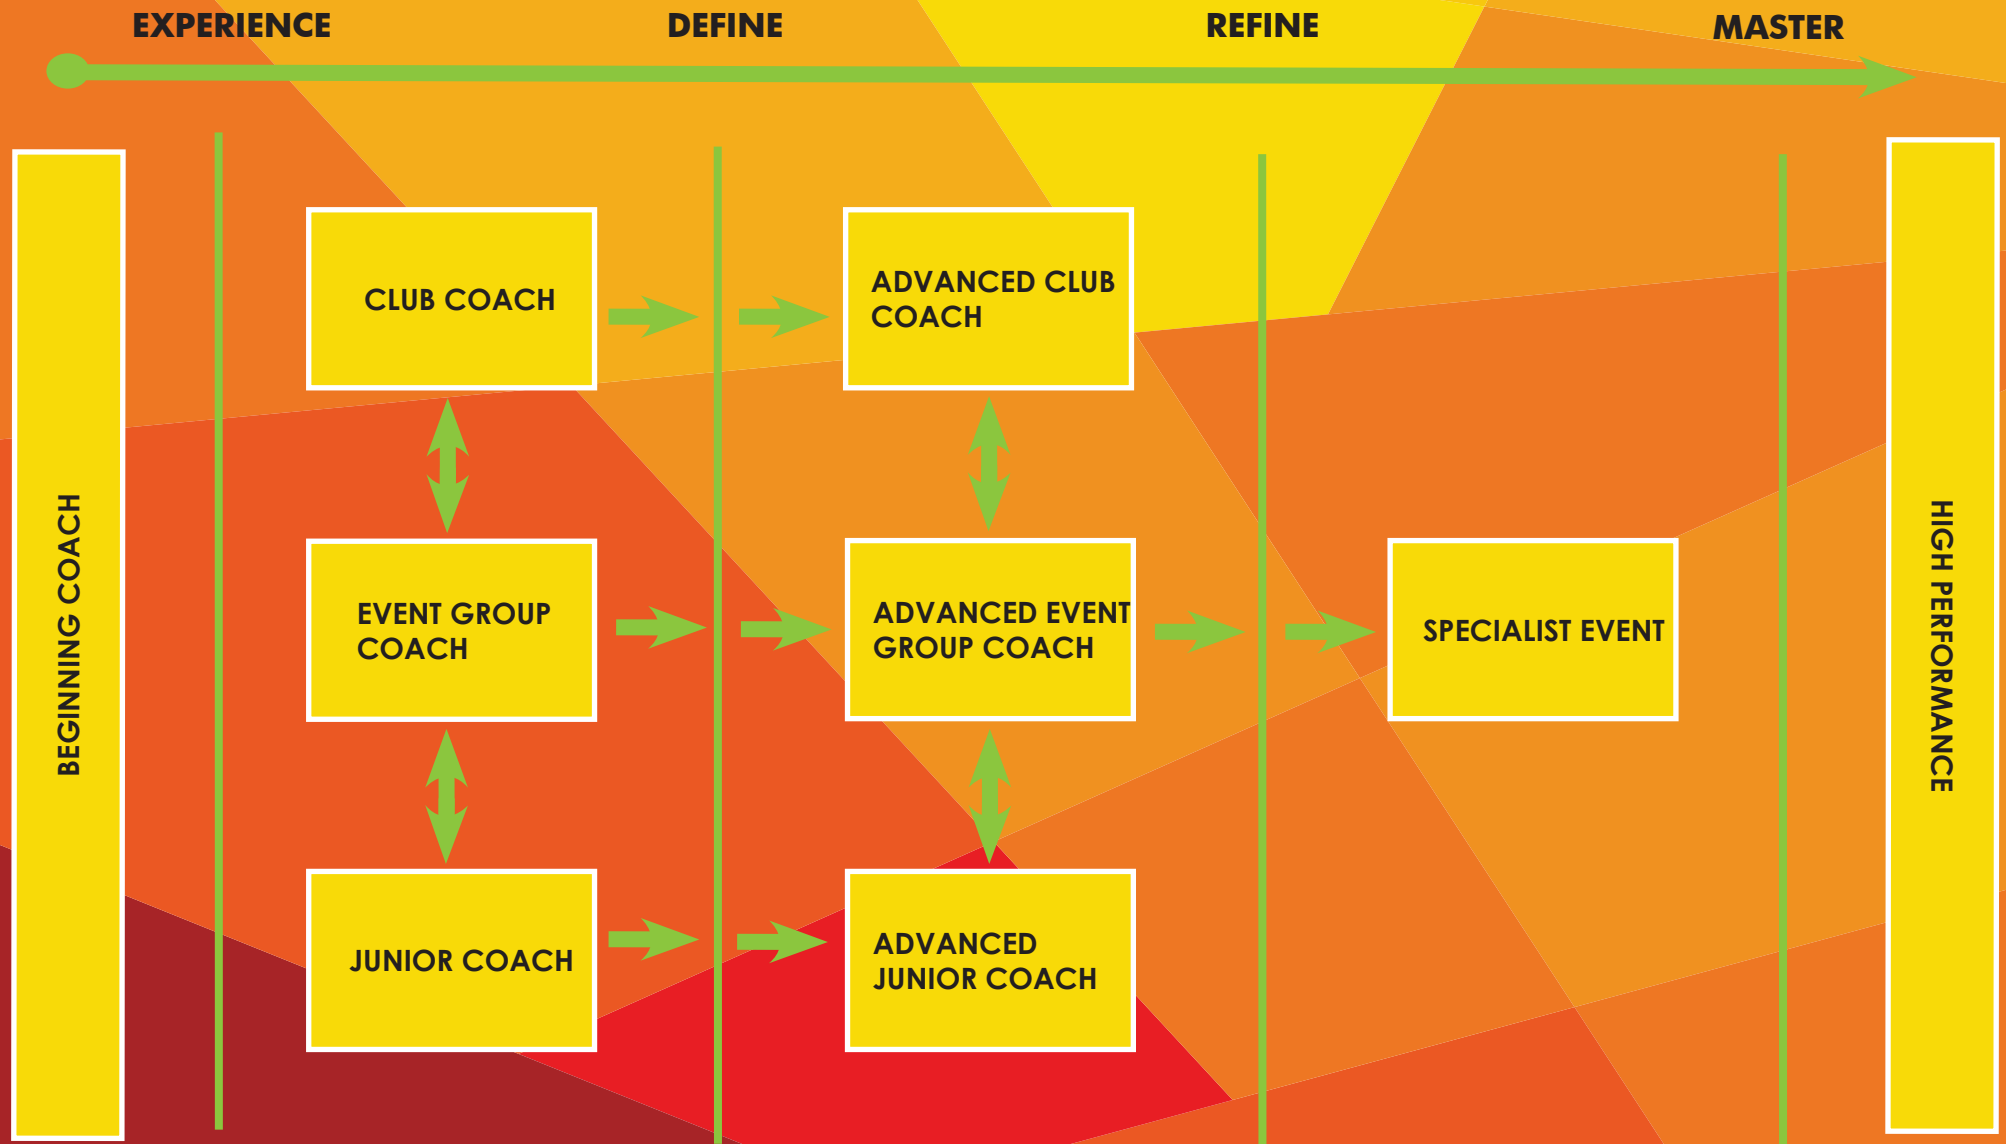 EXPERIENCE
DEFINE
REFINE
MASTER
BEGINNING COACH
CLUB COACH
ADVANCED CLUB
COACH
EVENT GROUP
COACH
ADVANCED EVENT
GROUP COACH
SPECIALIST EVENT
JUNIOR COACH
ADVANCED
JUNIOR COACH
HIGH PERFORMANCE